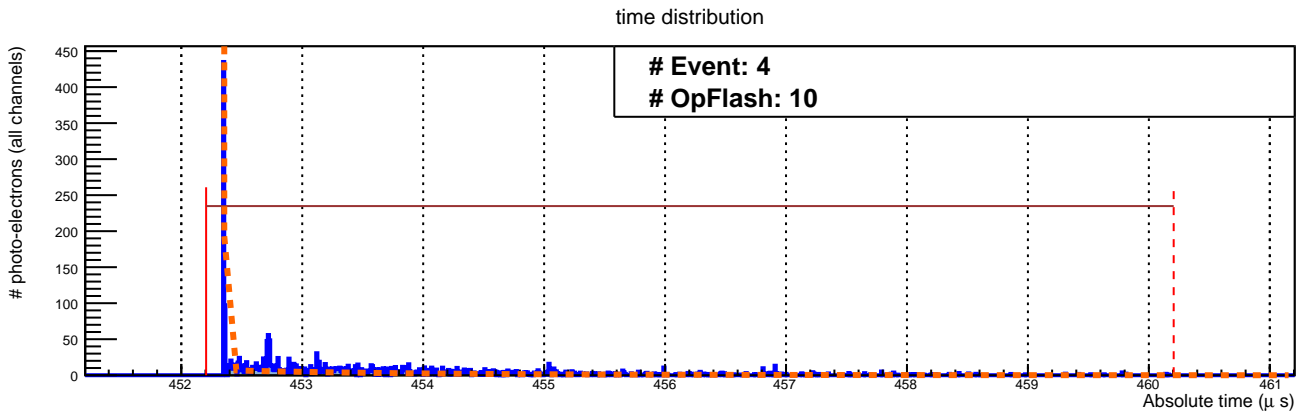 time distribution
# Event: 4
# OpFlash: 10
# photo-electrons (all channels)
450
400
350
300
250
200
150
100
50
0
452 453 454 455 456 457 458 459 460 461
Absolute time (μ s)